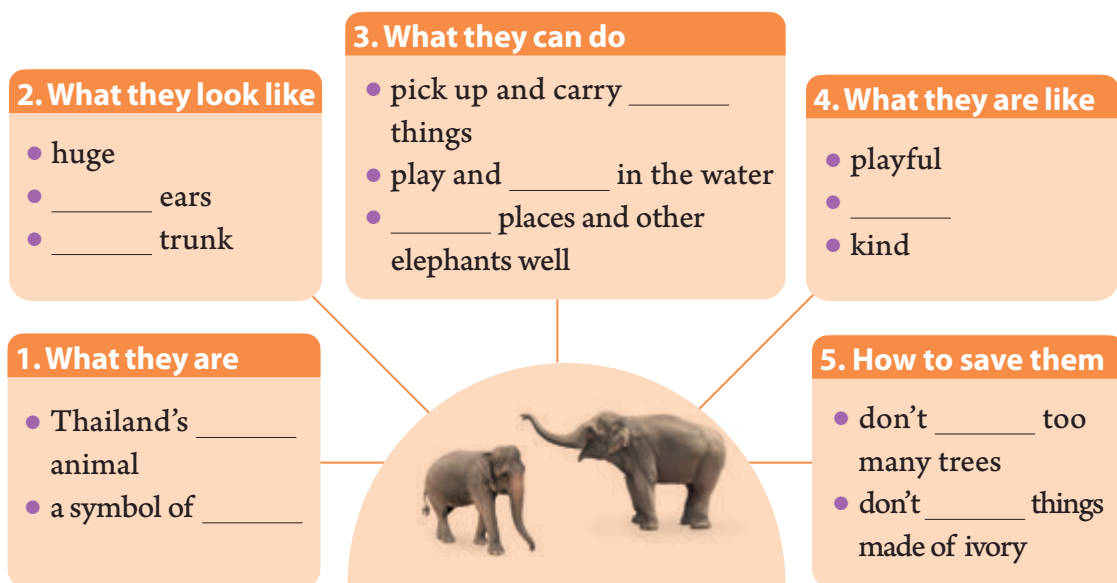 1. What they are
• Thailand's _______
animal
• a symbol of _______
2. What they look like
• huge
• _______ ears
• _______ trunk
3. What they can do
• pick up and carry _______
things
• play and _______ in the water
• _______ places and other
elephants well
4. What they are like
• playful
• _______
• kind
5. How to save them
• don't _______ too
many trees
• don't _______ things
made of ivory